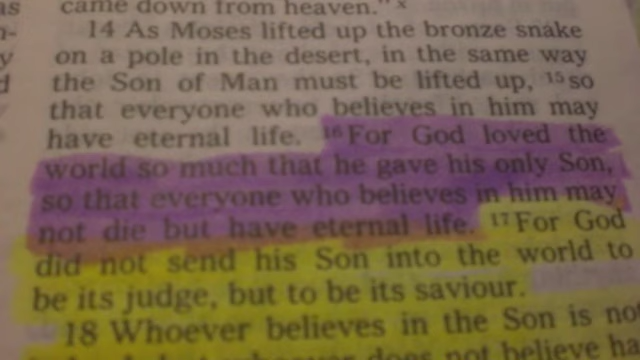 as came down from heaven." x
14 As Moses lifted up the bronze snake
y on a pole in the desert, in the same way
d the Son of Man must be lifted up, 15 so
that everyone who believes in him may
have eternal life. 16 For God loved the
world so much that he gave his only Son,
so that everyone who believes in him may
not die but have eternal life. 17 For God
did not send his Son into the world to
be its judge, but to be its saviour.
18 Whoever believes in the Son is not
does not believe ha